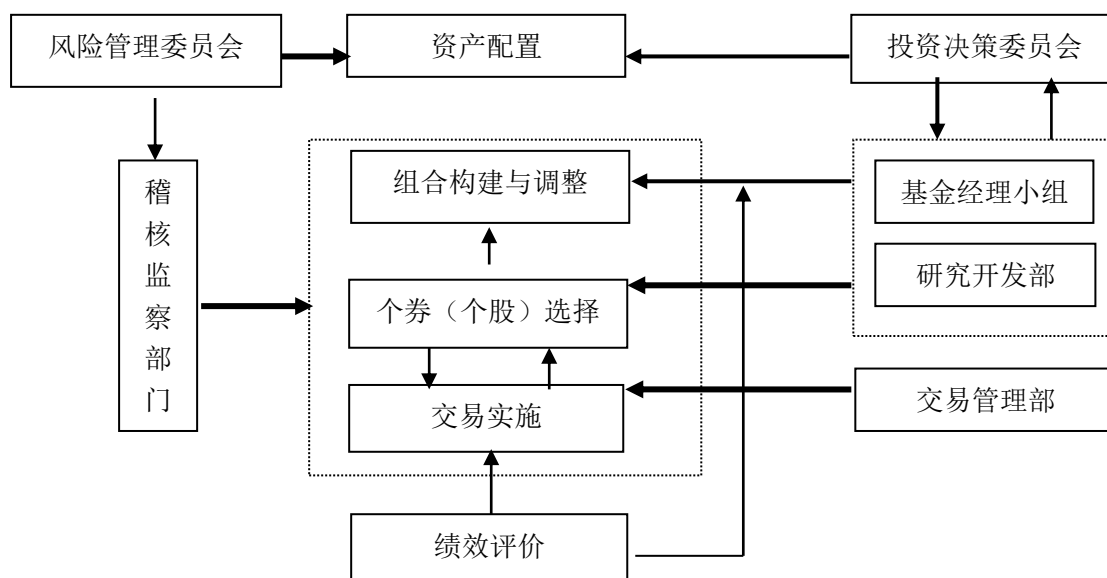 风险管理委员会
资产配置
投资决策委员会
稽核监察部门
组合构建与调整
基金经理小组
研究开发部
个券（个股）选择
交易实施
交易管理部
绩效评价